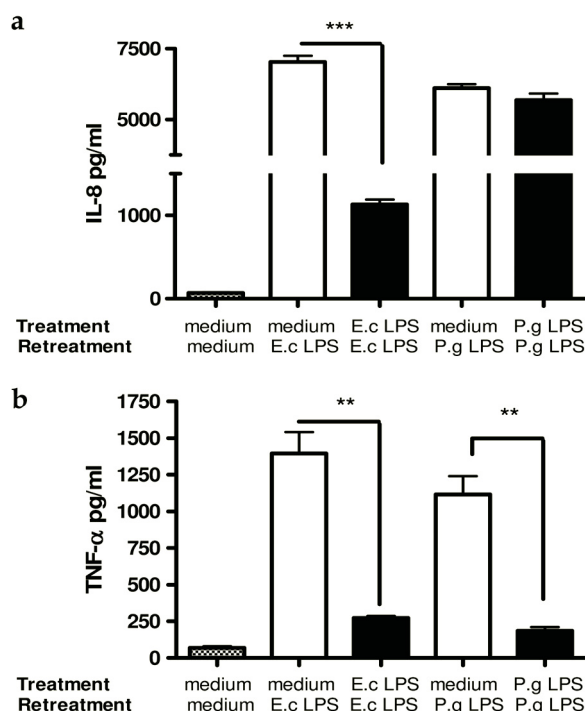 a
***
7500
5000
1000
0
IL-8 pg/ml
Treatment medium medium E.c LPS medium P.g LPS
Retreatment medium E.c LPS E.c LPS P.g LPS P.g LPS
b
** **
1750
1500
1250
1000
750
500
250
0
TNF-α pg/ml
Treatment medium medium E.c LPS medium P.g LPS
Retreatment medium E.c LPS E.c LPS P.g LPS P.g LPS